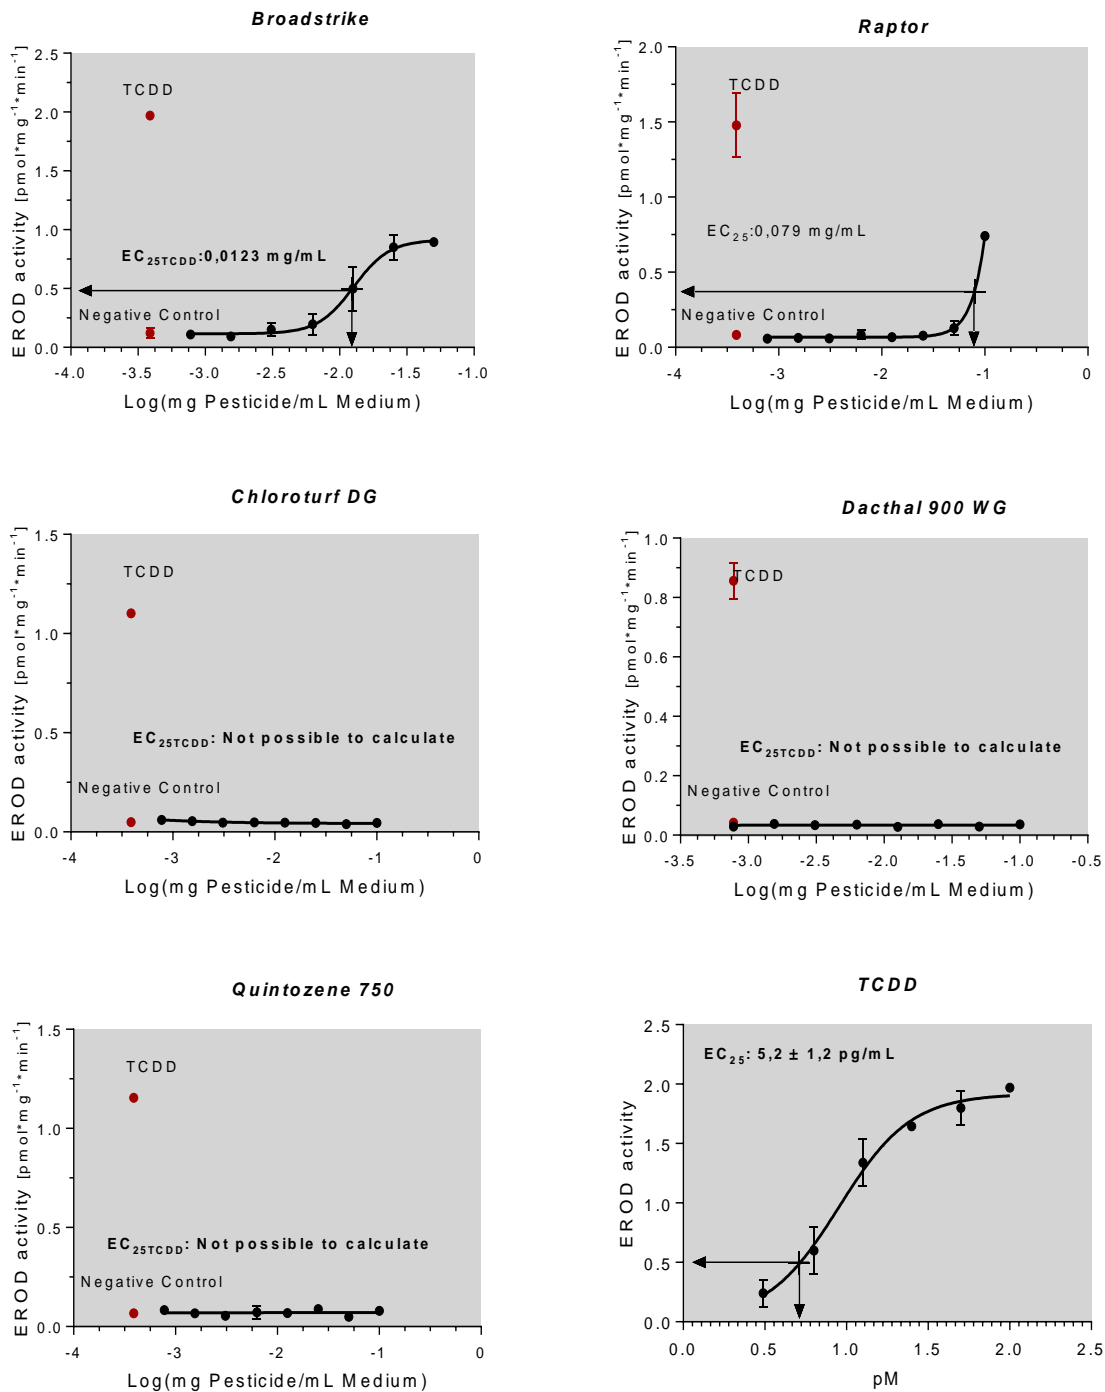 Broadstrike
EROD activity [pmol*mg-1*min-1]
2.5
2.0
1.5
1.0
0.5
0.0
TCDD
EC25TCDD:0,0123 mg/mL
Negative Control
-4.0 -3.5 -3.0 -2.5 -2.0 -1.5 -1.0
Log(mg Pesticide/mL Medium)
Raptor
EROD activity [pmol*mg-1*min-1]
2.0
1.5
1.0
0.5
0.0
TCDD
EC25:0,079 mg/mL
Negative Control
-4 -3 -2 -1 0
Log(mg Pesticide/mL Medium)
Chloroturf DG
EROD activity [pmol*mg-1*min-1]
1.5
1.0
0.5
0.0
TCDD
EC25TCDD: Not possible to calculate
Negative Control
-4 -3 -2 -1 0
Log(mg Pesticide/mL Medium)
Dacthal 900 WG
EROD activity [pmol*mg-1*min-1]
1.0
0.8
0.6
0.4
0.2
0.0
TCDD
EC25TCDD: Not possible to calculate
Negative Control
-3.5 -3.0 -2.5 -2.0 -1.5 -1.0 -0.5
Log(mg Pesticide/mL Medium)
Quintozene 750
EROD activity [pmol*mg-1*min-1]
1.5
1.0
0.5
0.0
TCDD
EC25TCDD: Not possible to calculate
Negative Control
-4 -3 -2 -1 0
Log(mg Pesticide/mL Medium)
TCDD
EROD activity
2.5
2.0
1.5
1.0
0.5
0.0
EC25: 5,2 ± 1,2 pg/mL
0.0 0.5 1.0 1.5 2.0 2.5
pM